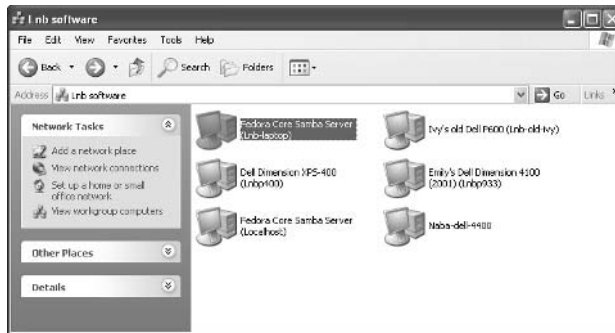 Lnb software
File Edit View Favorites Tools Help
Back Search Folders
Address Lnb software Go Links »
Network Tasks
Add a network place
View network connections
Set up a home or small
office network
View workgroup computers
Other Places
Details
Fedora Core Samba Server
(Lnb-laptop)
Ivy's old Dell P600 (Lnb-old-ivy)
Dell Dimension XPS-400
(Lnbp400)
Emily's Dell Dimension 4100
(2001) (Lnbp933)
Fedora Core Samba Server
(Localhost)
Naba-dell-4400